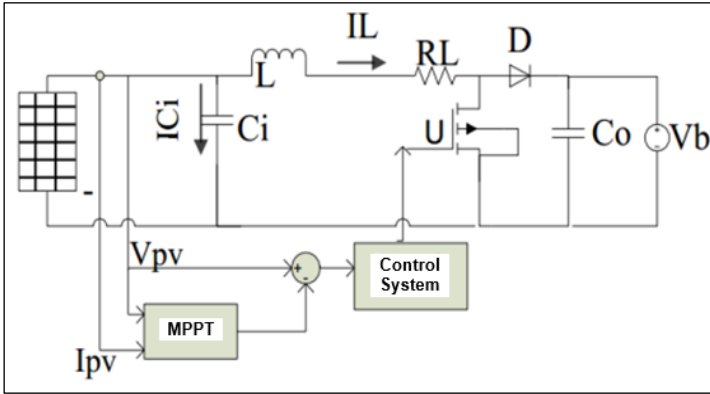 IL
RL
D
L
ICi
Ci
U
Co
Vb
-
Vpv
+
-
Control
System
MPPT
Ipv